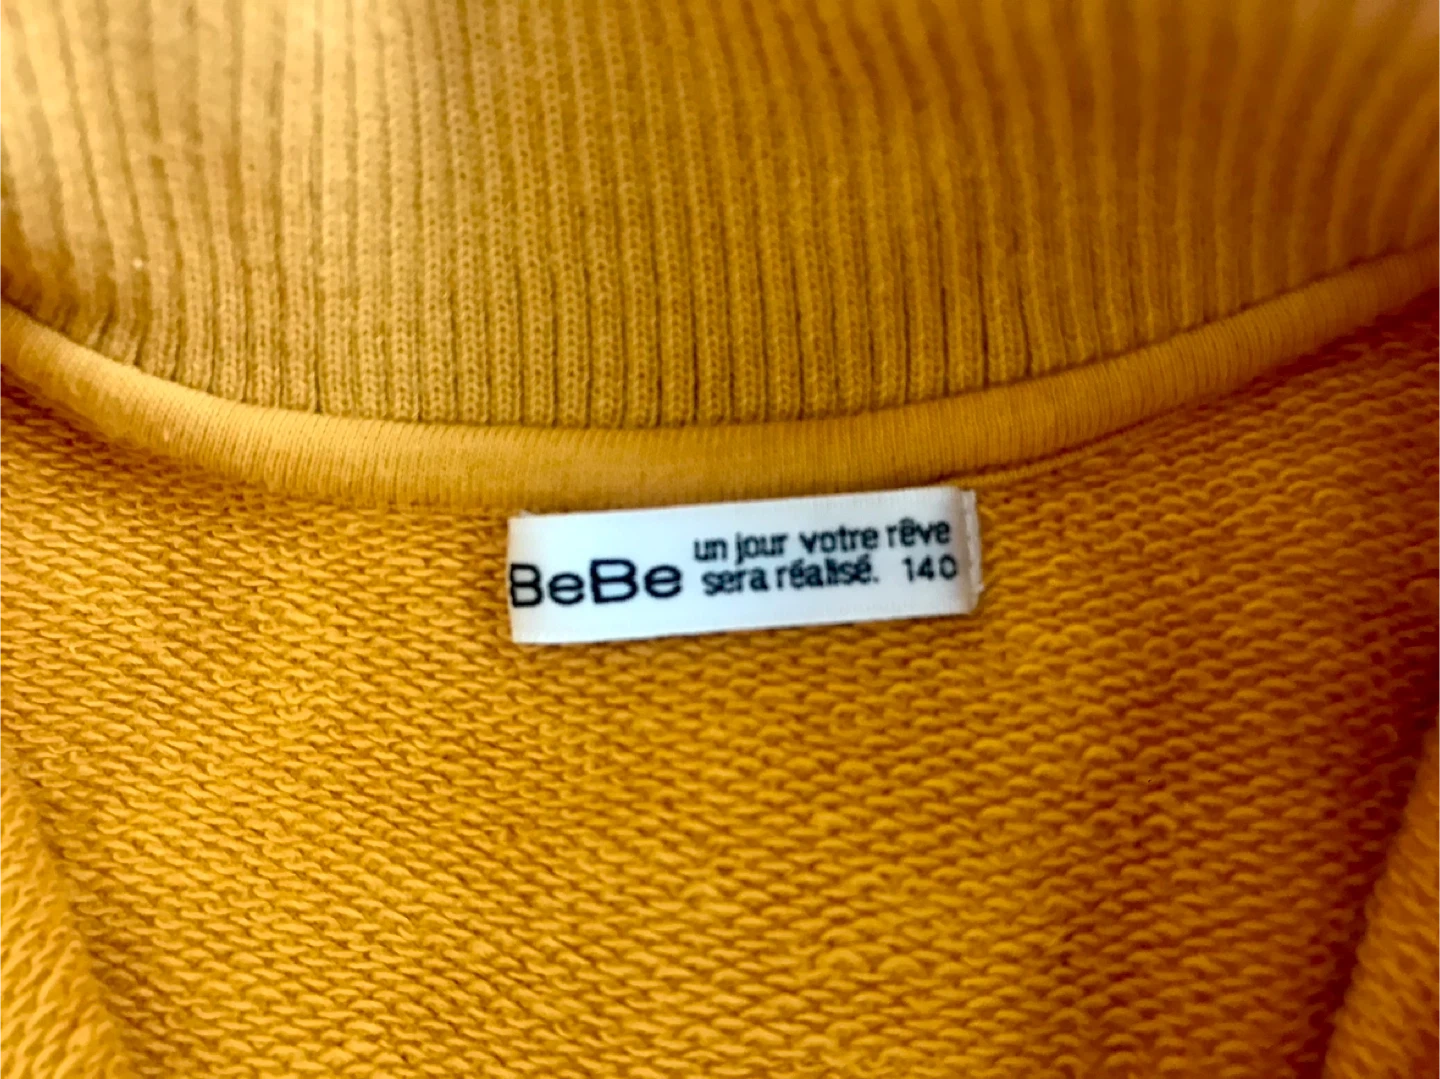 BeBe
un jour votre rêve
sera réalisé. 140